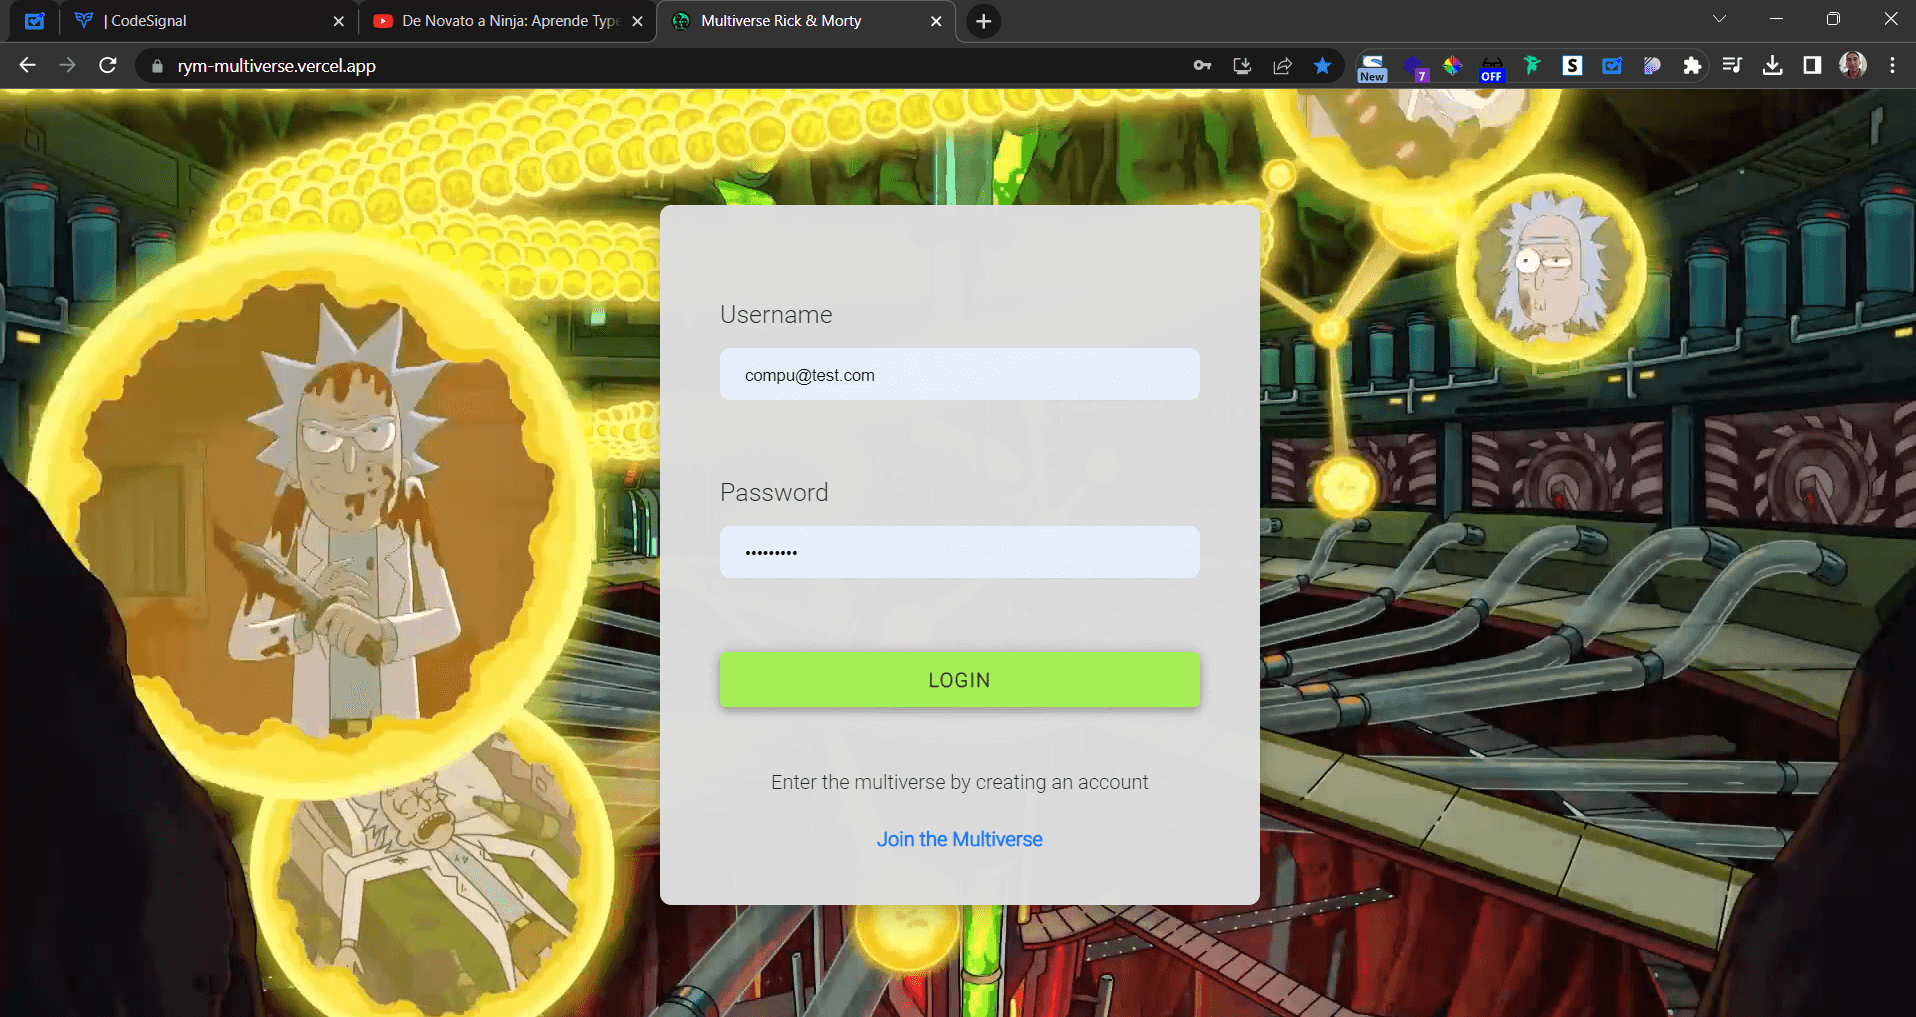 | CodeSignal
De Novato a Ninja: Aprende Type
Multiverse Rick & Morty
rym-multiverse.vercel.app
New
7
OFF
S
Username
compu@test.com
Password
•••••••••
LOGIN
Enter the multiverse by creating an account
Join the Multiverse